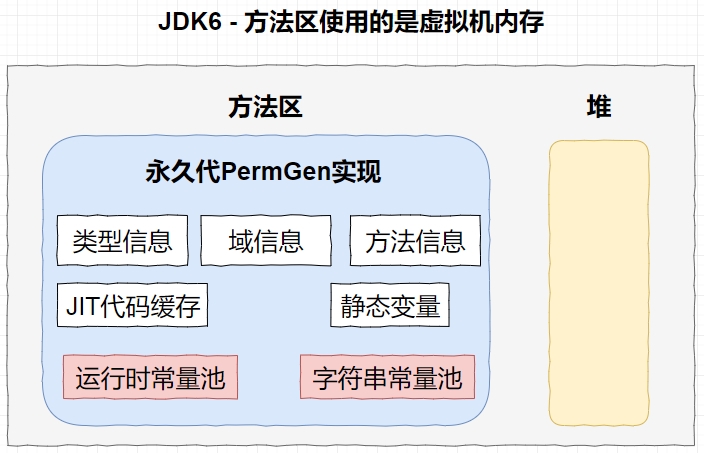 JDK6 - 方法区使用的是虚拟机内存
方法区
堆
永久代PermGen实现
类型信息
域信息
方法信息
JIT代码缓存
静态变量
运行时常量池
字符串常量池